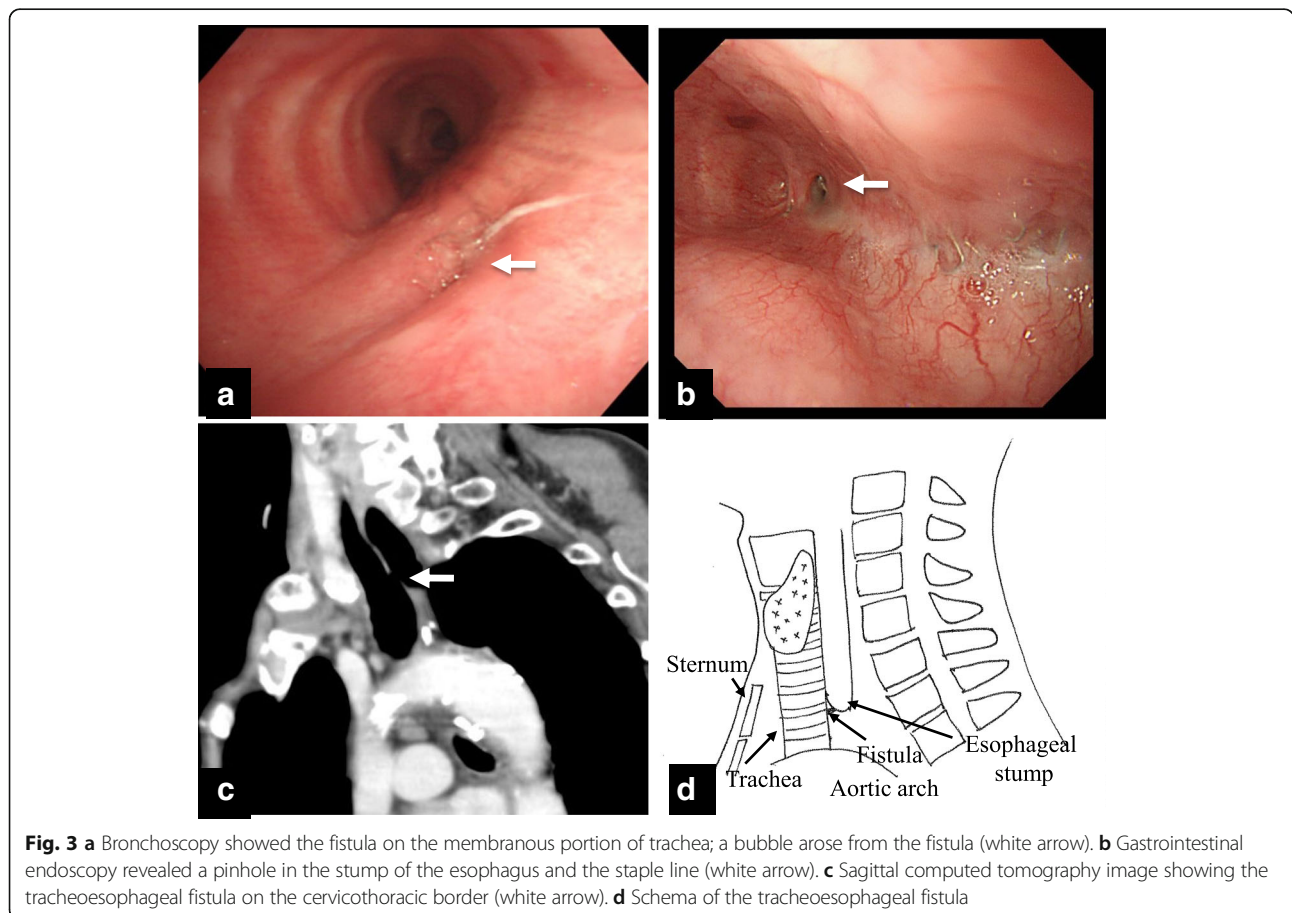 a
b
c
Sternum
Trachea
Fistula
Aortic arch
Esophageal
stump
d
Fig. 3 a Bronchoscopy showed the fistula on the membranous portion of trachea; a bubble arose from the fistula (white arrow). b Gastrointestinal
endoscopy revealed a pinhole in the stump of the esophagus and the staple line (white arrow). c Sagittal computed tomography image showing the
tracheoesophageal fistula on the cervicothoracic border (white arrow). d Schema of the tracheoesophageal fistula